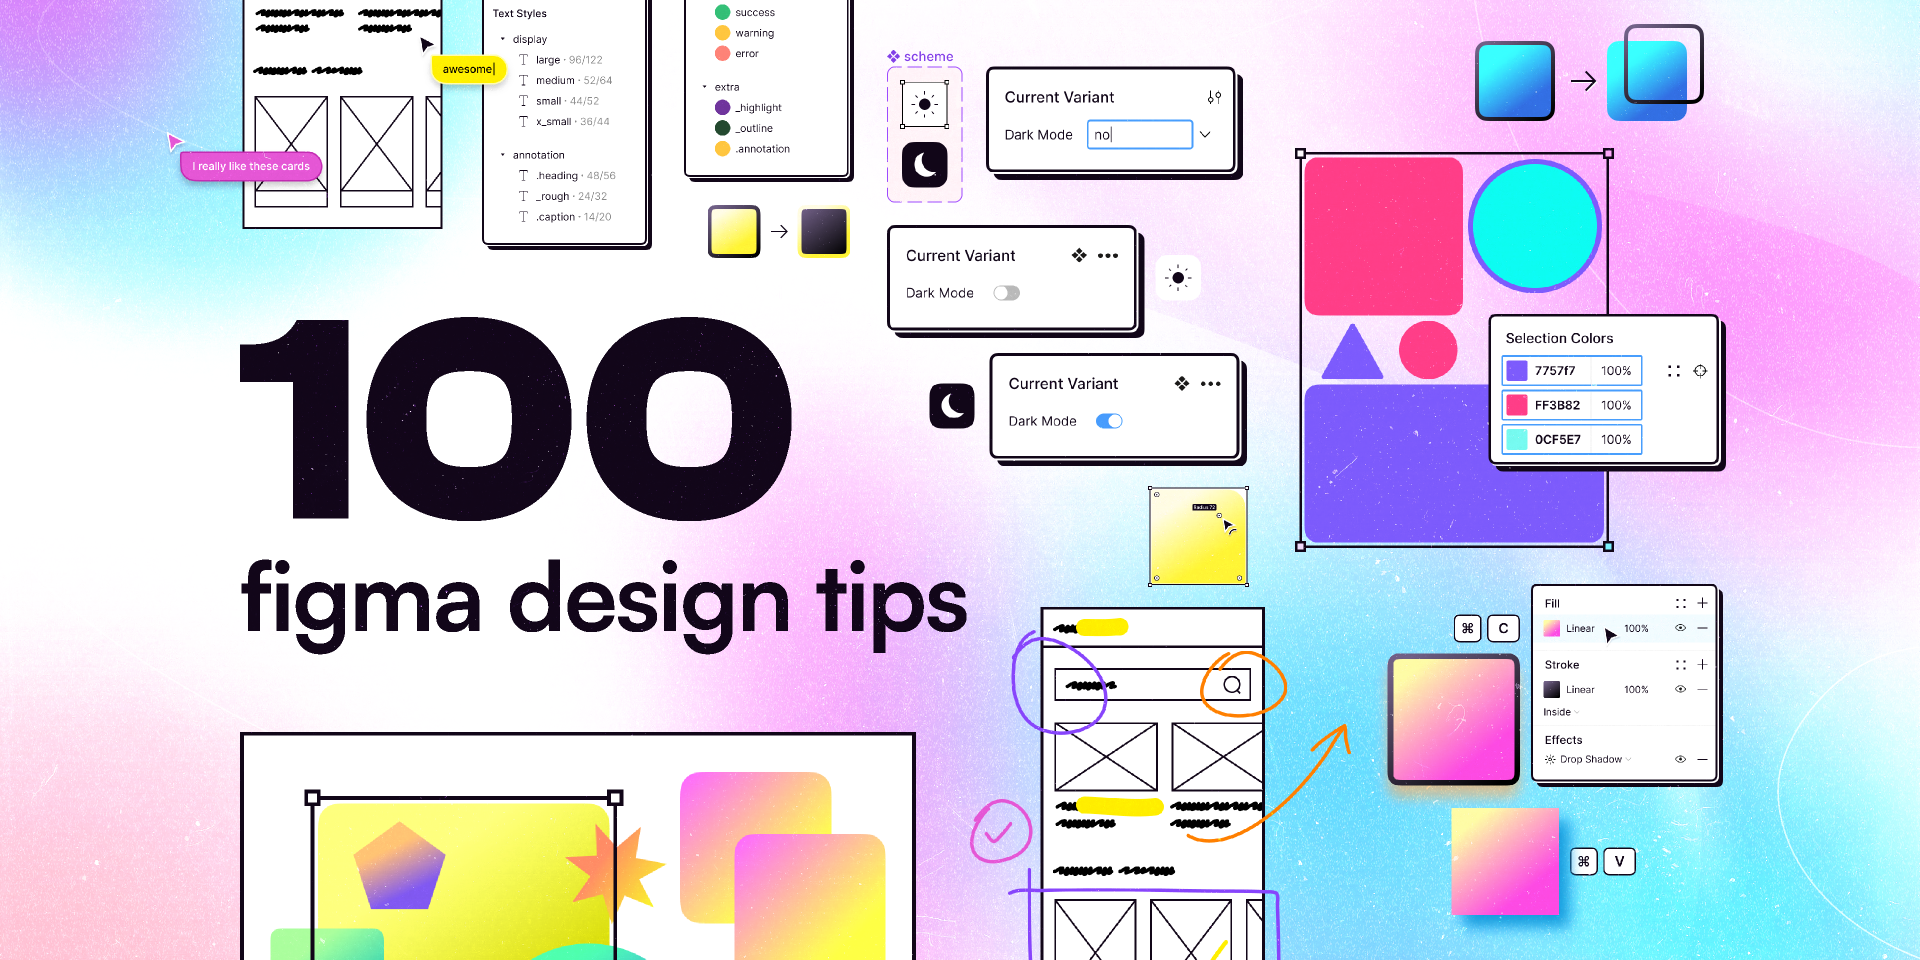 awesome
I really like these cards
Text Styles
display
large · 96/122
medium · 52/64
small · 44/52
x_small · 36/44
annotation
.heading · 48/56
_rough · 24/32
.caption · 14/20
success
warning
error
extra
_highlight
_outline
.annotation
scheme
Current Variant
Dark Mode
no
Current Variant
Dark Mode
Current Variant
Dark Mode
100
figma design tips
Selection Colors
7757f7 100%
FF3B82 100%
0CF5E7 100%
Radius 72
⌘ C
Fill
Linear 100%
Stroke
Linear 100%
Inside
Effects
Drop Shadow
⌘ V